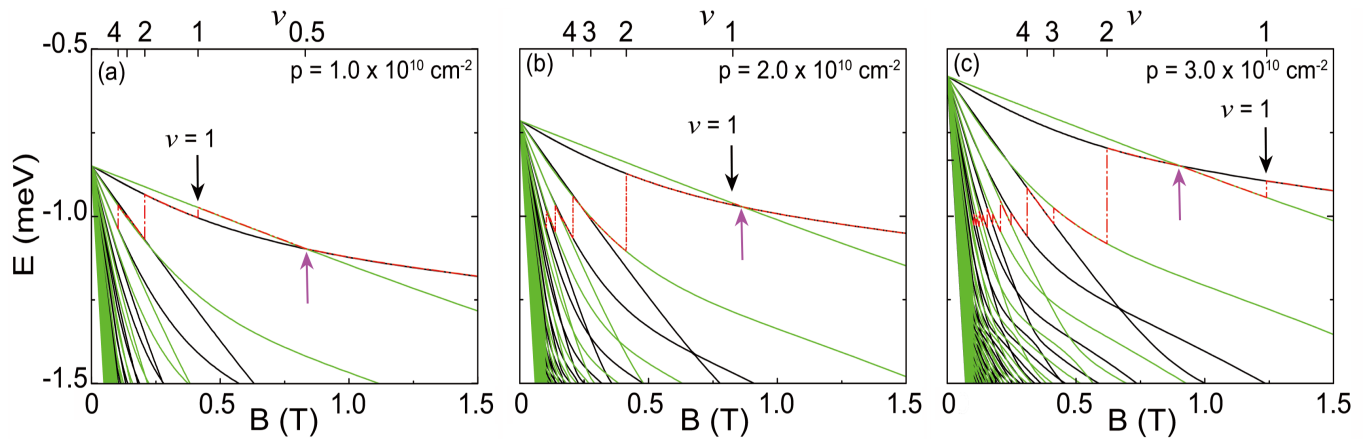 4 2 1 ν 0.5
-0.5
(a)
p = 1.0 x 10¹⁰ cm⁻²
ν = 1
-1.0
-1.5
E (meV)
0 0.5 1.0 1.5
B (T)
4 3 2 ν 1
(b)
p = 2.0 x 10¹⁰ cm⁻²
ν = 1
0 0.5 1.0 1.5
B (T)
4 3 2 ν 1
(c)
p = 3.0 x 10¹⁰ cm⁻²
ν = 1
0 0.5 1.0 1.5
B (T)